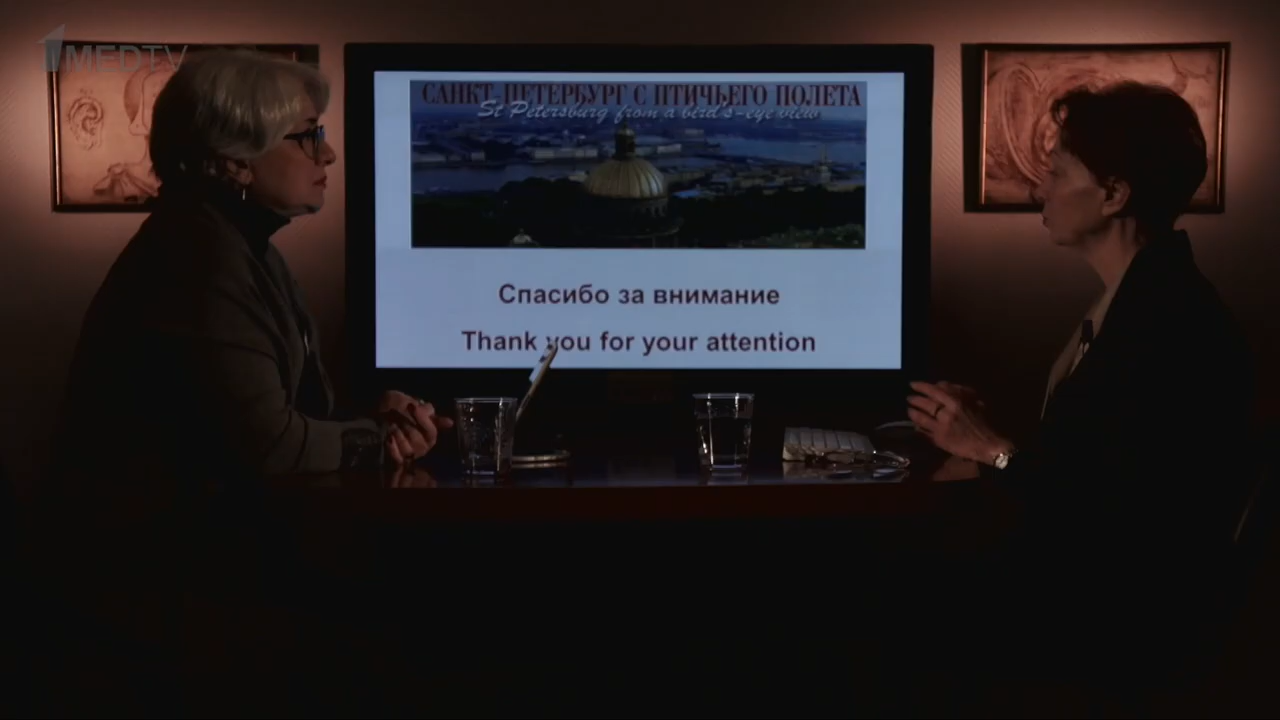 1MEDTV
САНКТ-ПЕТЕРБУРГ С ПТИЧЬЕГО ПОЛЕТА
St Petersburg from a bird's-eye view
Спасибо за внимание
Thank you for your attention